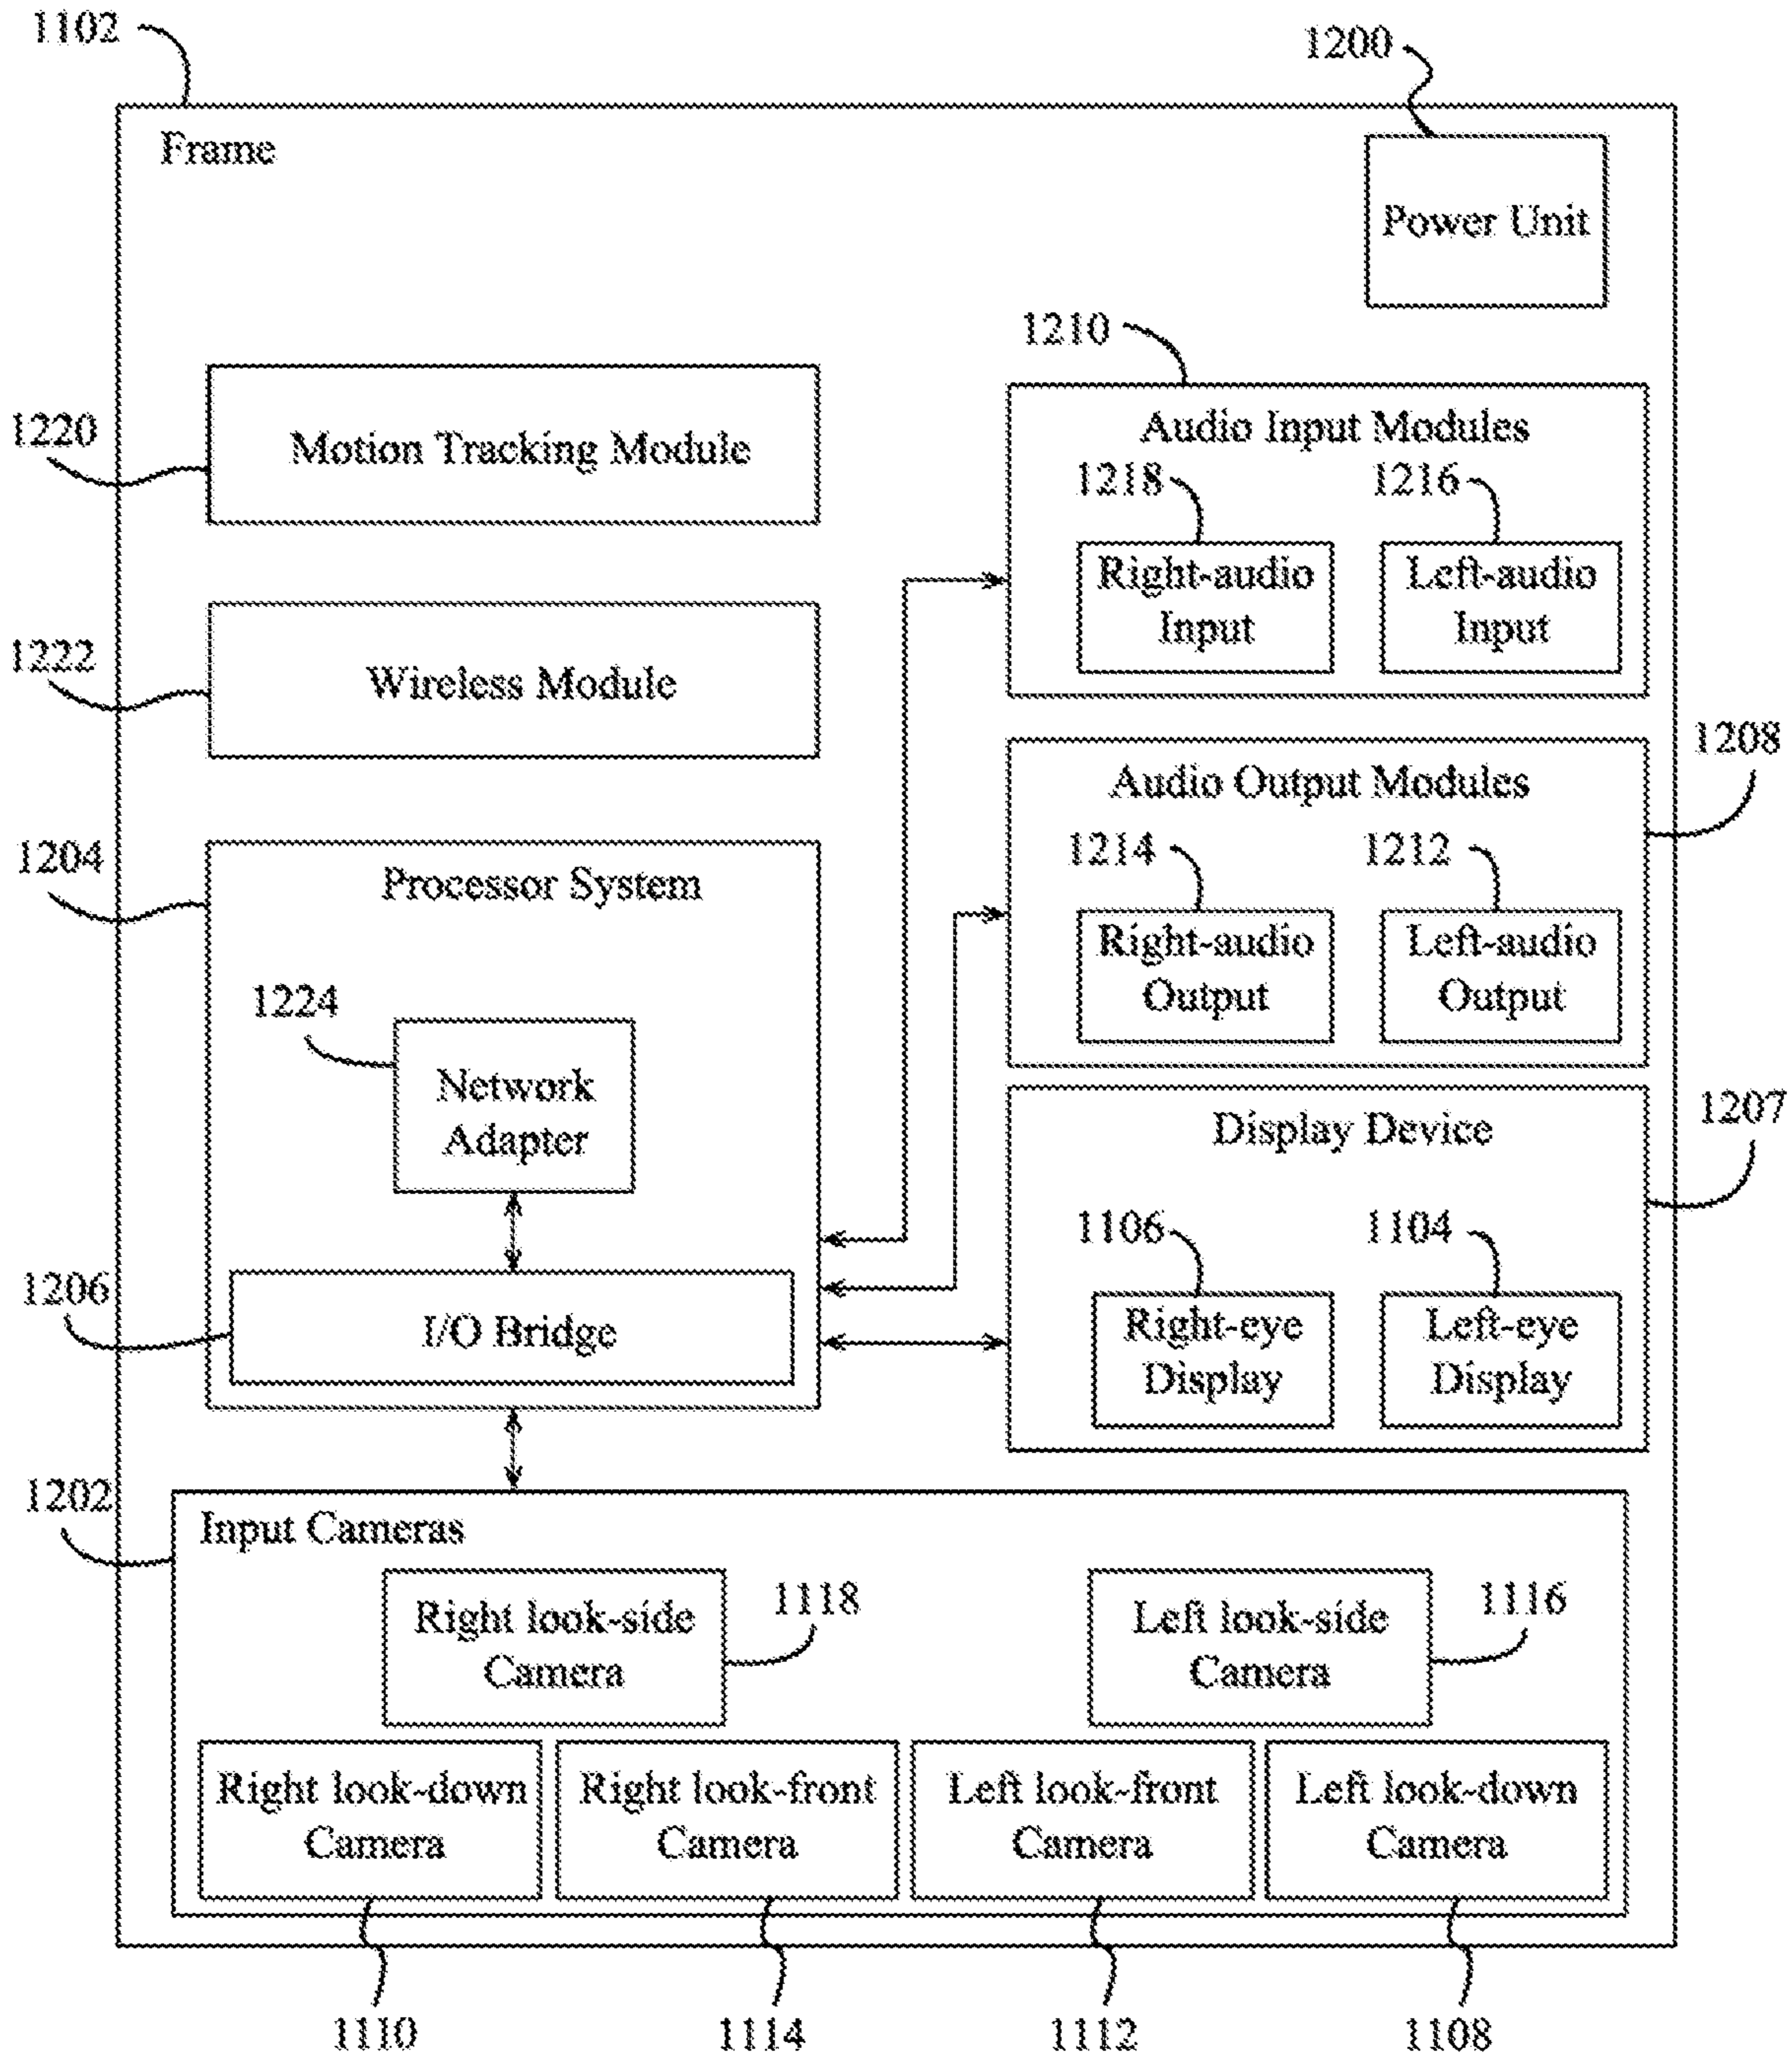 1102
1200
Frame
Power Unit
1210
1220
Motion Tracking Module
Audio Input Modules
1218
1216
Right-audio
Input
Left-audio
Input
1222
Wireless Module
1208
Audio Output Modules
1214
1212
Right-audio
Output
Left-audio
Output
1204
Processor System
1224
Network
Adapter
1207
Display Device
1106
1104
Right-eye
Display
Left-eye
Display
1206
I/O Bridge
1202
Input Cameras
Right look-side
Camera
1118
Left look-side
Camera
1116
Right look-down
Camera
Right look-front
Camera
Left look-front
Camera
Left look-down
Camera
1110
1114
1112
1108